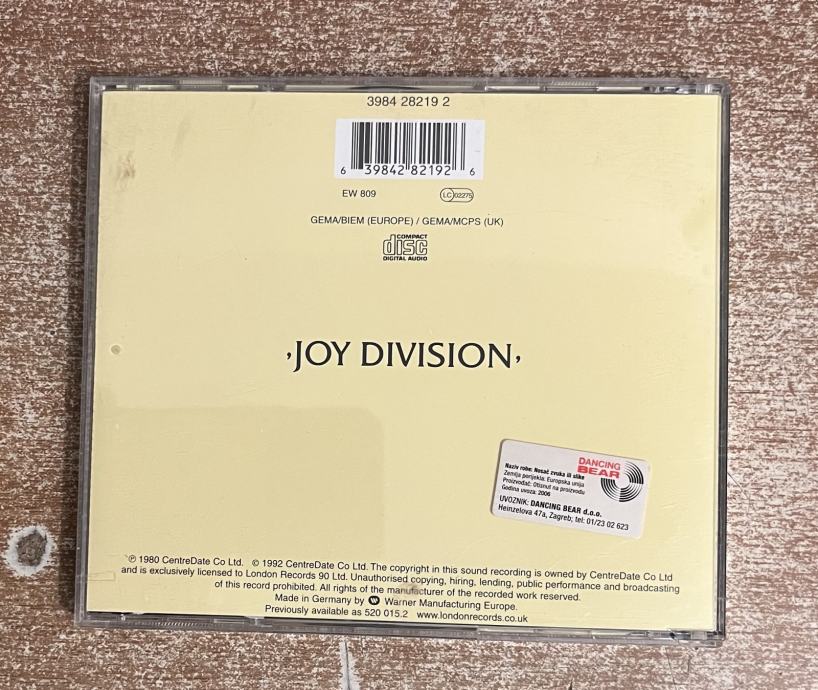 3984 28219 2
6 39842 82192 6
EW 809
LC 02275
GEMA/BIEM (EUROPE) / GEMA/MCPS (UK)
COMPACT
disc
DIGITAL AUDIO
,JOY DIVISION,
DANCING
BEAR
Naziv robe: Nosač zvuka ili slike
Zemlja porijekla: Europska unija
Proizvođač: Otisnut na proizvodu
Godina uvoza: 2006
UVOZNIK: DANCING BEAR d.o.o.
Heinzelova 47a, Zagreb; tel: 01/23 02 623
℗ 1980 CentreDate Co Ltd. © 1992 CentreDate Co Ltd. The copyright in this sound recording is owned by CentreDate Co Ltd
and is exclusively licensed to London Records 90 Ltd. Unauthorised copying, hiring, lending, public performance and broadcasting
of this record prohibited. All rights of the manufacturer of the recorded work reserved.
Made in Germany by W Warner Manufacturing Europe.
Previously available as 520 015.2 www.londonrecords.co.uk